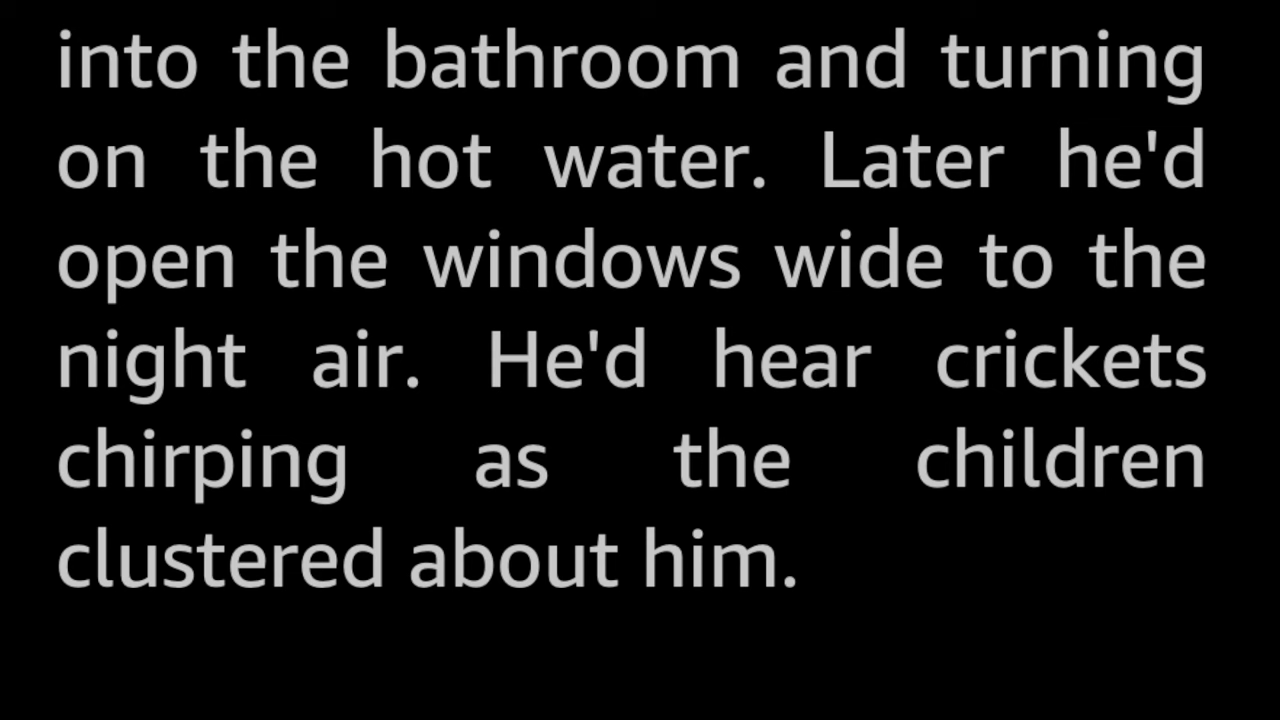 into the bathroom and turning
on the hot water. Later he'd
open the windows wide to the
night air. He'd hear crickets
chirping as the children
clustered about him.